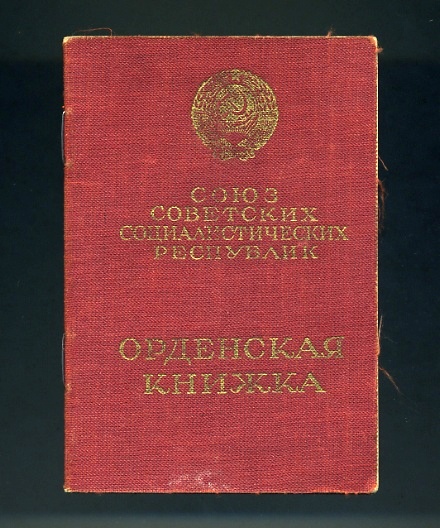 СОЮЗ
СОВЕТСКИХ
СОЦИАЛИСТИЧЕСКИХ
РЕСПУБЛИК
ОРДЕНСКАЯ
КНИЖКА